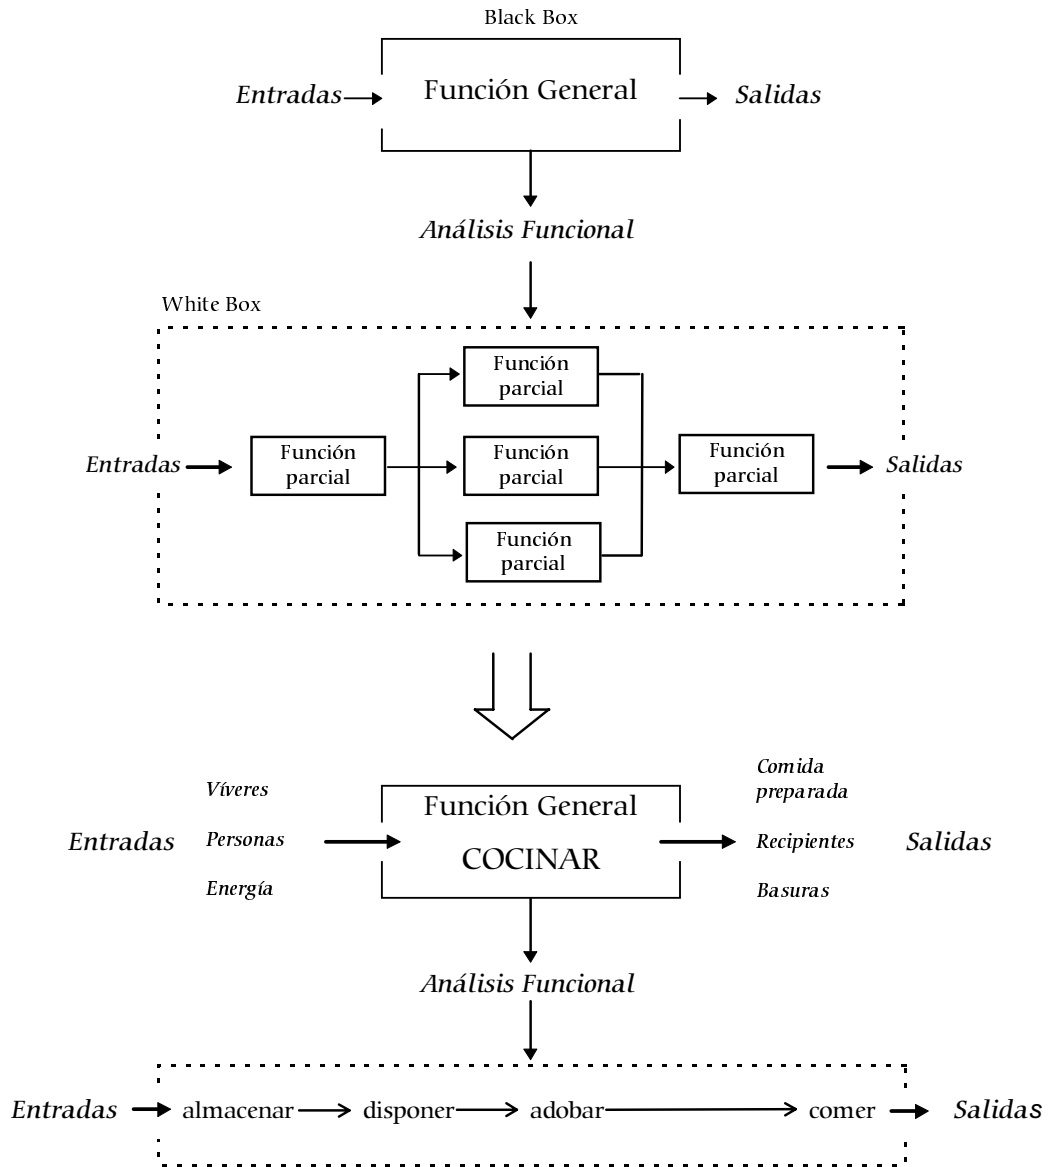 Black Box
Entradas Función General Salidas
Análisis Funcional
White Box
Función
parcial
Entradas Función
parcial
Función
parcial
Función
parcial
Salidas
Función
parcial
Entradas
Víveres
Personas
Energía
Función General
COCINAR
Comida
preparada
Recipientes
Basuras
Salidas
Análisis Funcional
Entradas almacenar disponer adobar comer Salidas